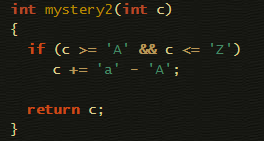 int mystery2(int c)
{
if (c >= 'A' && c <= 'Z')
c += 'a' - 'A';
return c;
}